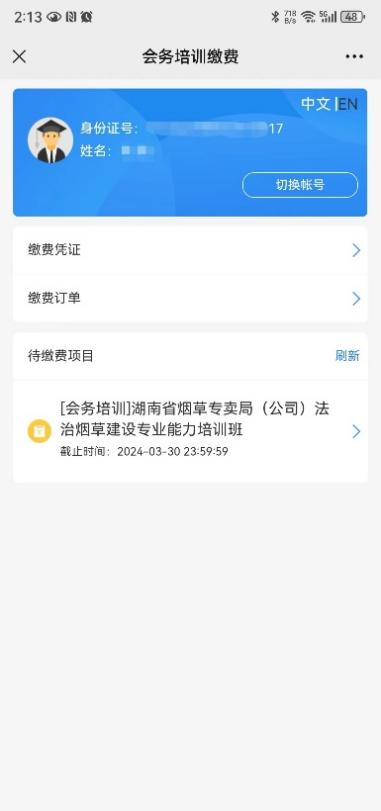 2:13
718 B/s 5G 48
会务培训缴费
中文 |EN
身份证号： 17
姓名：
切换帐号
缴费凭证
缴费订单
待缴费项目 刷新
[会务培训]湖南省烟草专卖局（公司）法
治烟草建设专业能力培训班
截止时间：2024-03-30 23:59:59